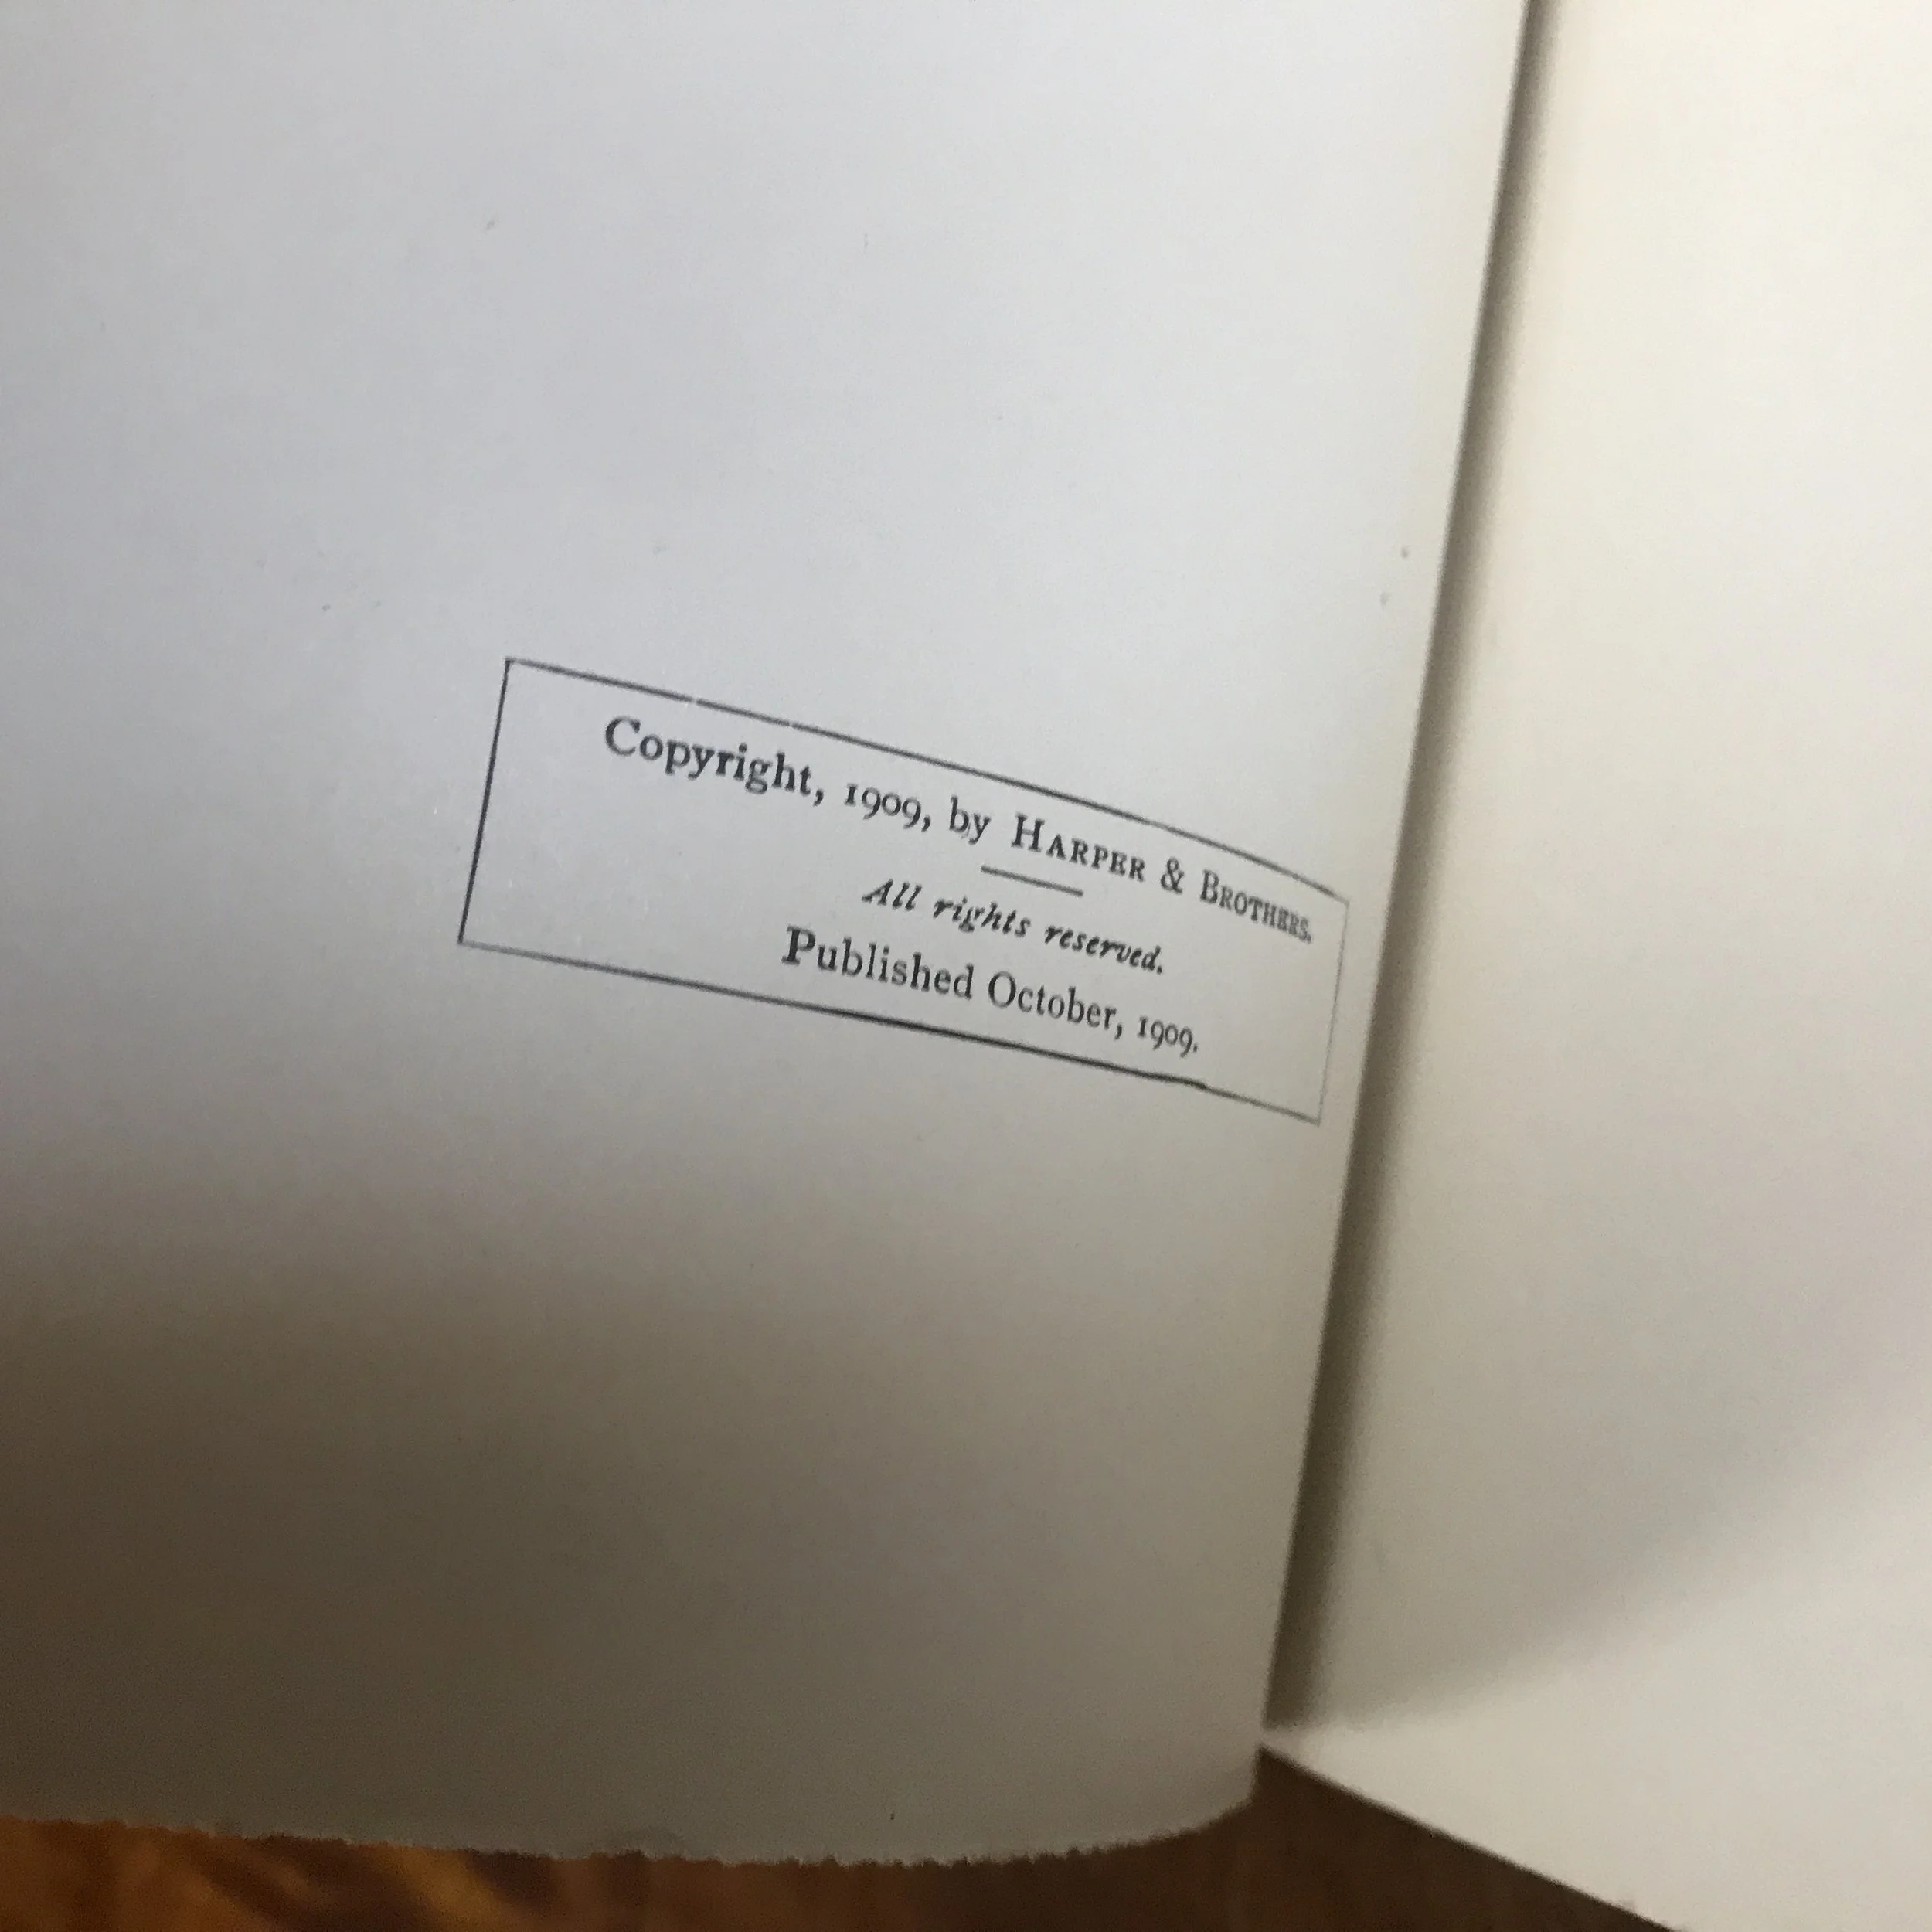 Copyright, 1909, by HARPER & BROTHERS.
All rights reserved.
Published October, 1909.